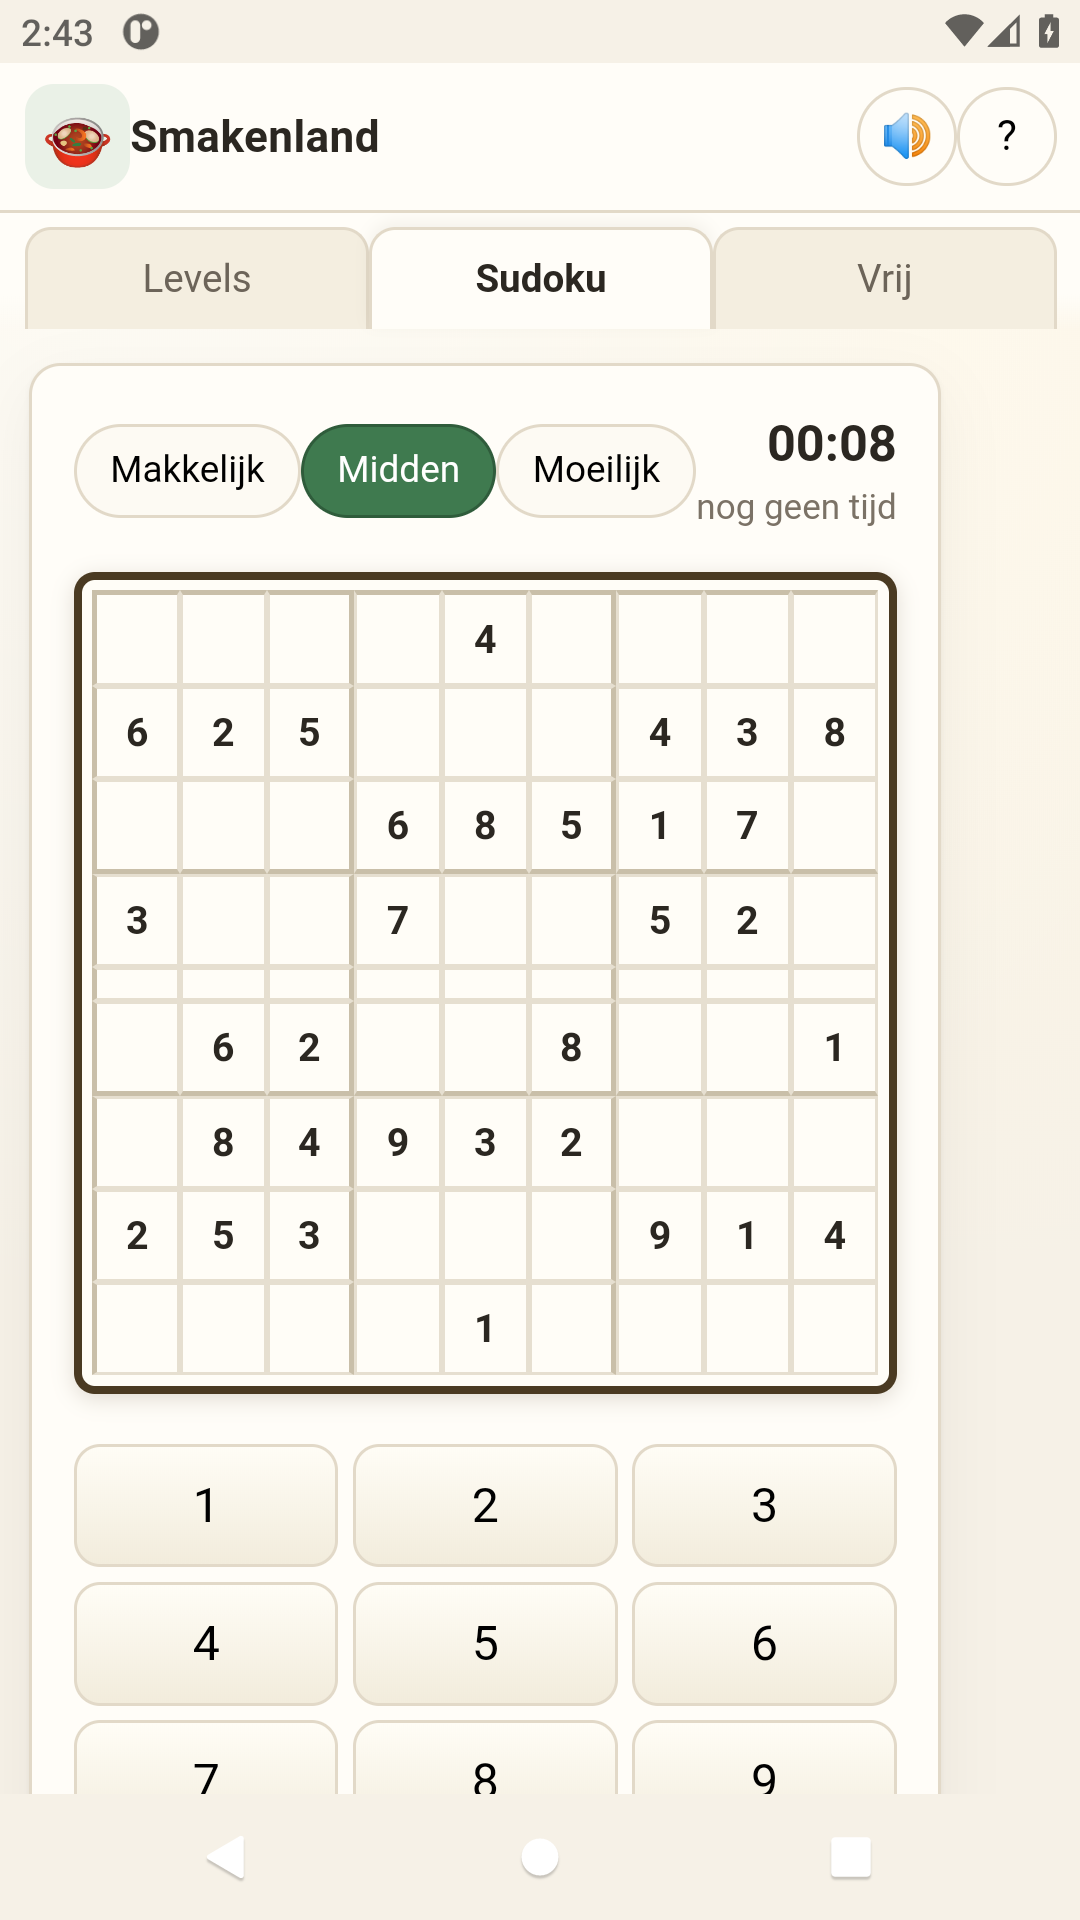 2:43
Smakenland
?
Levels Sudoku Vrij
Makkelijk Midden Moeilijk 00:08
nog geen tijd
4
6 2 5 4 3 8
6 8 5 1 7
3 7 5 2
6 2 8 1
8 4 9 3 2
2 5 3 9 1 4
1
1 2 3
4 5 6
7 8 9